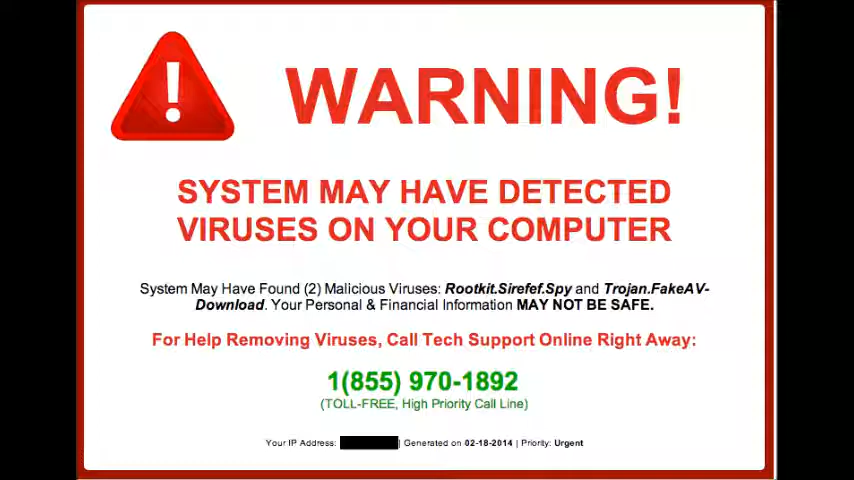 WARNING!
SYSTEM MAY HAVE DETECTED
VIRUSES ON YOUR COMPUTER
System May Have Found (2) Malicious Viruses: Rootkit.Sirefef.Spy and Trojan.FakeAV-
Download. Your Personal & Financial Information MAY NOT BE SAFE.
For Help Removing Viruses, Call Tech Support Online Right Away:
1(855) 970-1892
(TOLL-FREE, High Priority Call Line)
Your IP Address: | Generated on 02-18-2014 | Priority: Urgent